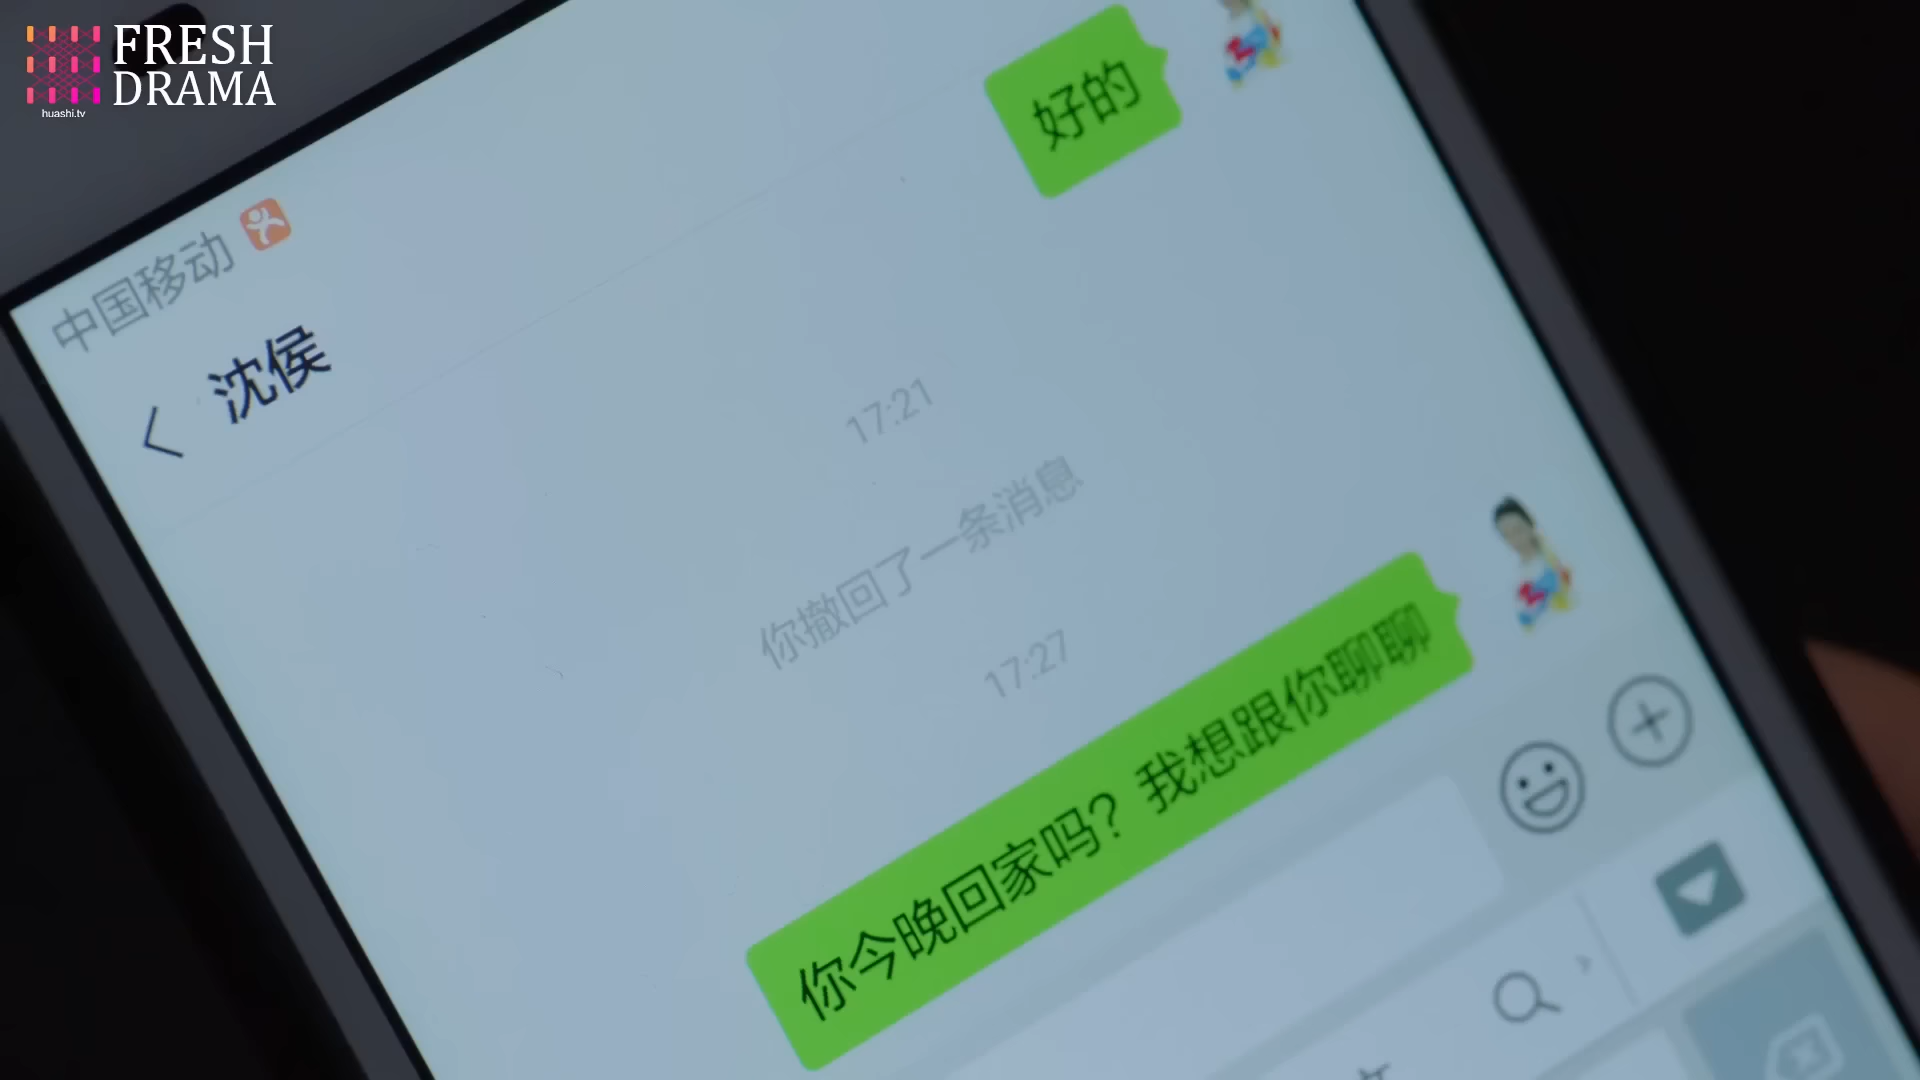 FRESH
DRAMA
huashi.tv
中国移动
沈侯
好的
17:21
你撤回了一条消息
17:27
你今晚回家吗？我想跟你聊聊